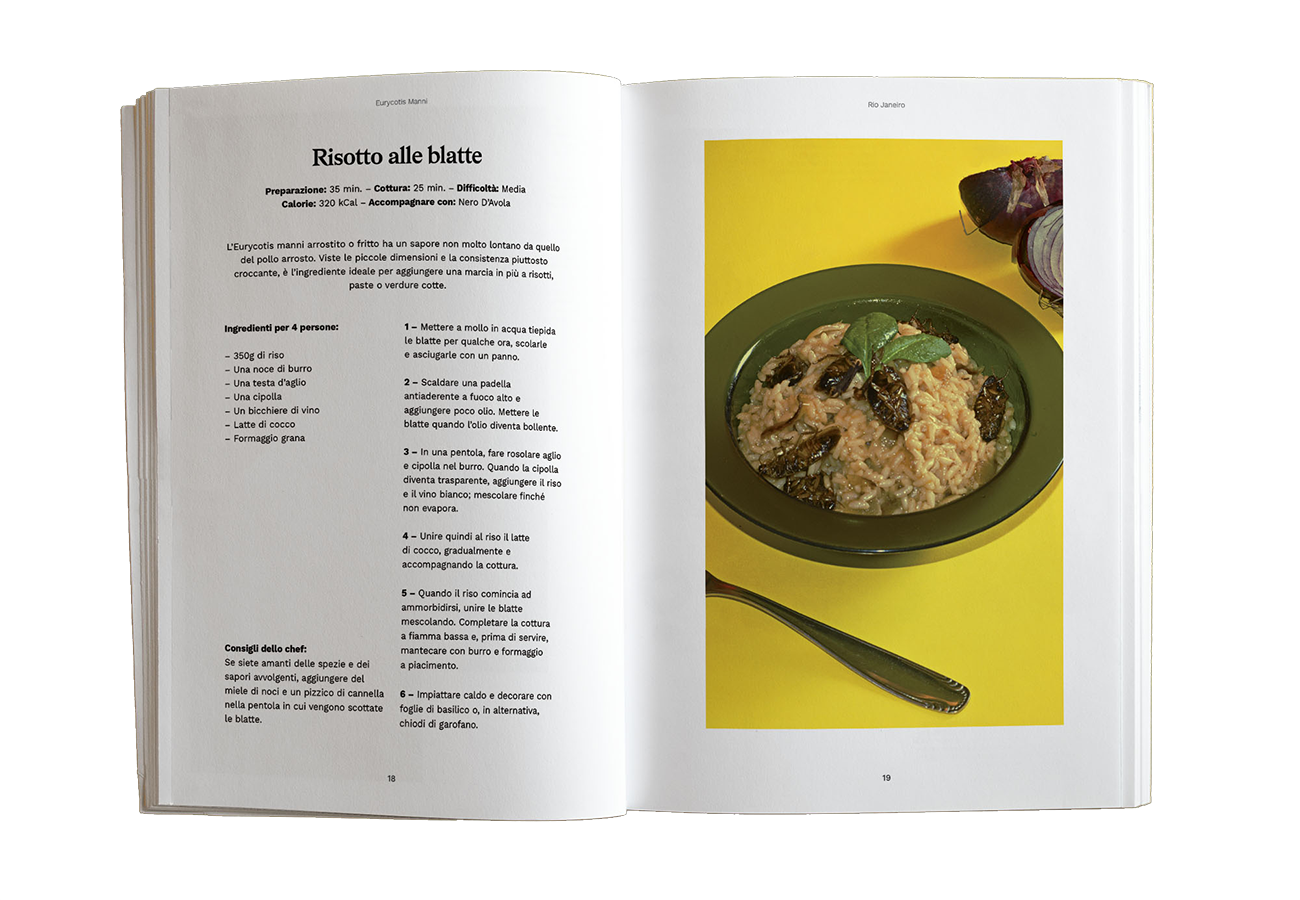 Eurycotis Manni
Risotto alle blatte
Preparazione: 35 min. – Cottura: 25 min. – Difficoltà: Media
Calorie: 320 kCal – Accompagnare con: Nero D'Avola
L'Eurycotis manni arrostito o fritto ha un sapore non molto lontano da quello
del pollo arrosto. Viste le piccole dimensioni e la consistenza piuttosto
croccante, è l'ingrediente ideale per aggiungere una marcia in più a risotti,
paste o verdure cotte.
Ingredienti per 4 persone:
– 350g di riso
– Una noce di burro
– Una testa d'aglio
– Una cipolla
– Un bicchiere di vino
– Latte di cocco
– Formaggio grana
Consigli dello chef:
Se siete amanti delle spezie e dei
sapori avvolgenti, aggiungere del
miele di noci e un pizzico di cannella
nella pentola in cui vengono scottate
le blatte.
1 – Mettere a mollo in acqua tiepida
le blatte per qualche ora, scolarle
e asciugarle con un panno.
2 – Scaldare una padella
antiaderente a fuoco alto e
aggiungere poco olio. Mettere le
blatte quando l'olio diventa bollente.
3 – In una pentola, fare rosolare aglio
e cipolla nel burro. Quando la cipolla
diventa trasparente, aggiungere il riso
e il vino bianco; mescolare finché
non evapora.
4 – Unire quindi al riso il latte
di cocco, gradualmente e
accompagnando la cottura.
5 – Quando il riso comincia ad
ammorbidirsi, unire le blatte
mescolando. Completare la cottura
a fiamma bassa e, prima di servire,
mantecare con burro e formaggio
a piacimento.
6 – Impiattare caldo e decorare con
foglie di basilico o, in alternativa,
chiodi di garofano.
18
Rio Janeiro
19